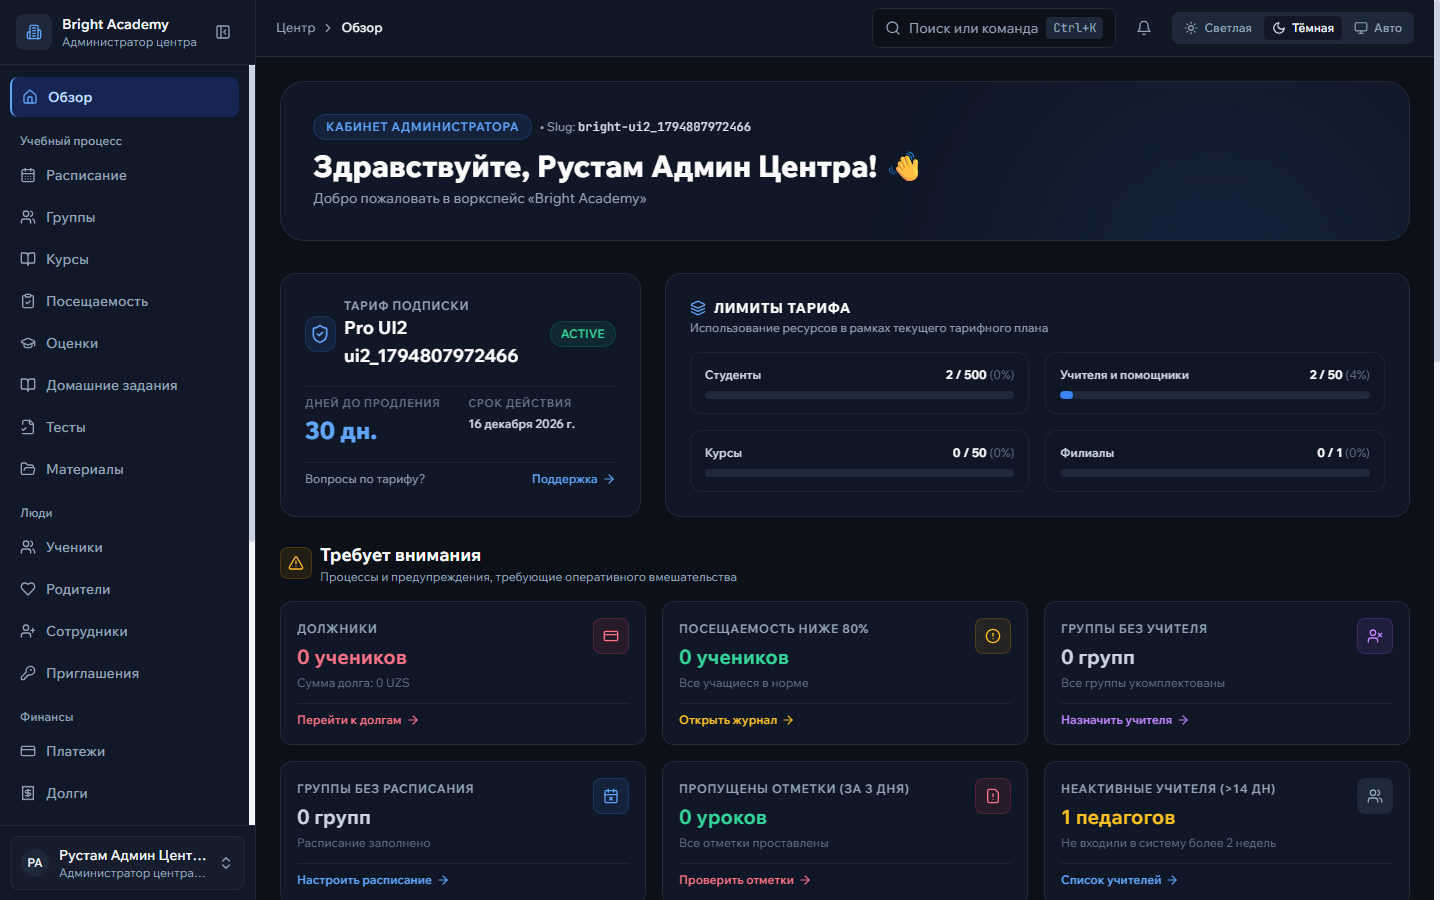 Bright Academy
Администратор центра
Обзор
Учебный процесс
Расписание
Группы
Курсы
Посещаемость
Оценки
Домашние задания
Тесты
Материалы
Люди
Ученики
Родители
Сотрудники
Приглашения
Финансы
Платежи
Долги
РА
Рустам Админ Цент...
Администратор центра...
Центр > Обзор
Поиск или команда Ctrl+K
Светлая
Тёмная
Авто
КАБИНЕТ АДМИНИСТРАТОРА • Slug: bright-ui2_1794807972466
Здравствуйте, Рустам Админ Центра! 👋
Добро пожаловать в воркспейс «Bright Academy»
ТАРИФ ПОДПИСКИ
Pro UI2
ui2_1794807972466
ACTIVE
ДНЕЙ ДО ПРОДЛЕНИЯ
30 дн.
СРОК ДЕЙСТВИЯ
16 декабря 2026 г.
Вопросы по тарифу?
Поддержка →
ЛИМИТЫ ТАРИФА
Использование ресурсов в рамках текущего тарифного плана
Студенты 2 / 500 (0%)
Учителя и помощники 2 / 50 (4%)
Курсы 0 / 50 (0%)
Филиалы 0 / 1 (0%)
Требует внимания
Процессы и предупреждения, требующие оперативного вмешательства
ДОЛЖНИКИ
0 учеников
Сумма долга: 0 UZS
Перейти к долгам →
ПОСЕЩАЕМОСТЬ НИЖЕ 80%
0 учеников
Все учащиеся в норме
Открыть журнал →
ГРУППЫ БЕЗ УЧИТЕЛЯ
0 групп
Все группы укомплектованы
Назначить учителя →
ГРУППЫ БЕЗ РАСПИСАНИЯ
0 групп
Расписание заполнено
Настроить расписание →
ПРОПУЩЕНЫ ОТМЕТКИ (ЗА 3 ДНЯ)
0 уроков
Все отметки проставлены
Проверить отметки →
НЕАКТИВНЫЕ УЧИТЕЛЯ (>14 ДН)
1 педагогов
Не входили в систему более 2 недель
Список учителей →